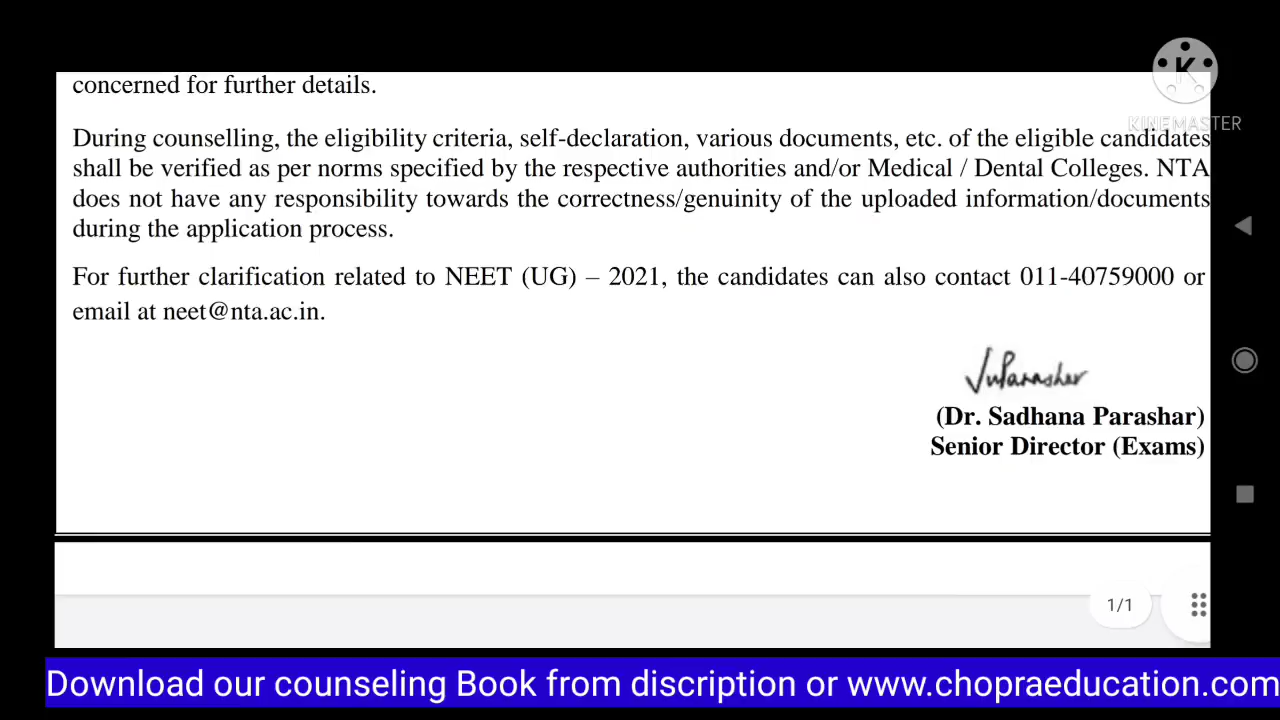 concerned for further details.
K
KINEMASTER
During counselling, the eligibility criteria, self-declaration, various documents, etc. of the eligible candidates
shall be verified as per norms specified by the respective authorities and/or Medical / Dental Colleges. NTA
does not have any responsibility towards the correctness/genuinity of the uploaded information/documents
during the application process.
For further clarification related to NEET (UG) – 2021, the candidates can also contact 011-40759000 or
email at neet@nta.ac.in.
(Dr. Sadhana Parashar)
Senior Director (Exams)
1/1
Download our counseling Book from discription or www.chopraeducation.com